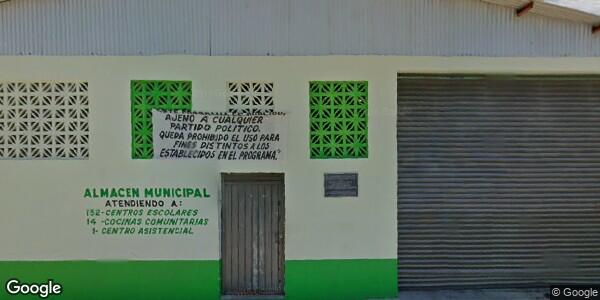 AJENO A CUALQUIER
PARTIDO POLITICO.
QUEDA PROHIBIDO EL USO PARA
FINES DISTINTOS A LOS
ESTABLECIDOS EN EL PROGRAMA."
ALMACEN MUNICIPAL
ATENDIENDO A:
132-CENTROS ESCOLARES
14 -COCINAS COMUNITARIAS
1- CENTRO ASISTENCIAL
Google
© Google